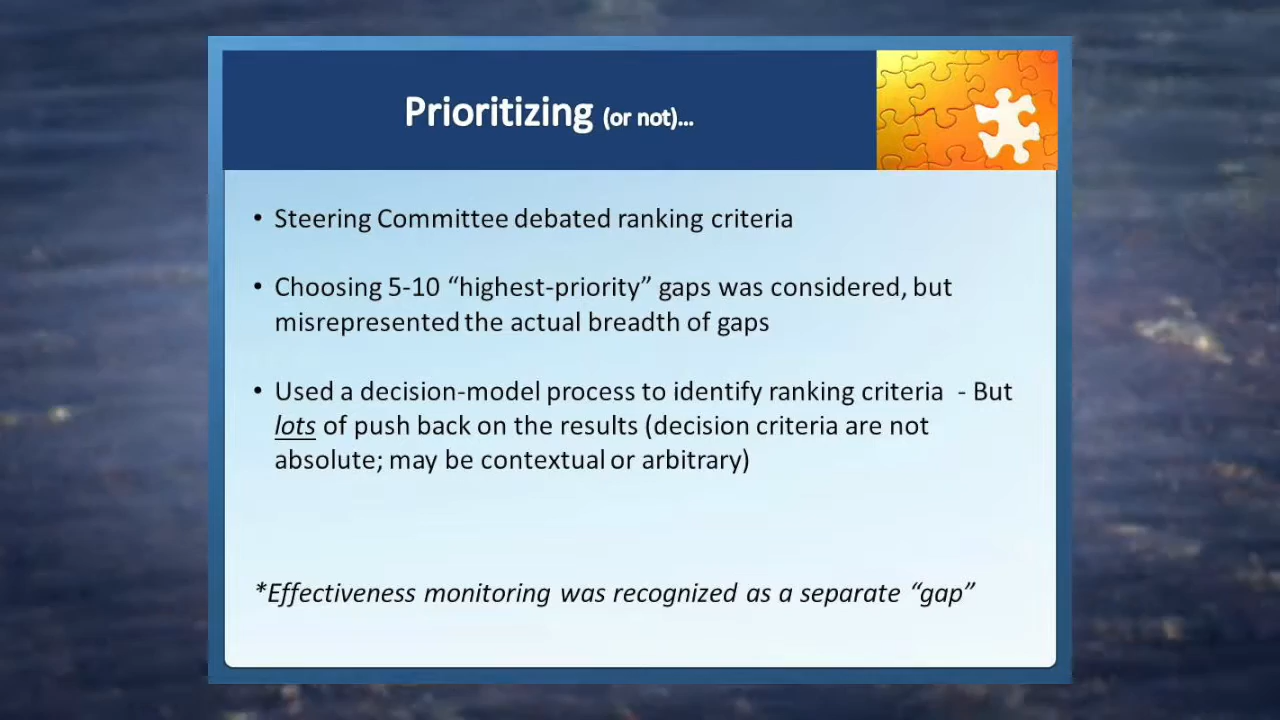 Prioritizing (or not)...
• Steering Committee debated ranking criteria
• Choosing 5-10 “highest-priority” gaps was considered, but
misrepresented the actual breadth of gaps
• Used a decision-model process to identify ranking criteria - But
lots of push back on the results (decision criteria are not
absolute; may be contextual or arbitrary)
*Effectiveness monitoring was recognized as a separate “gap”